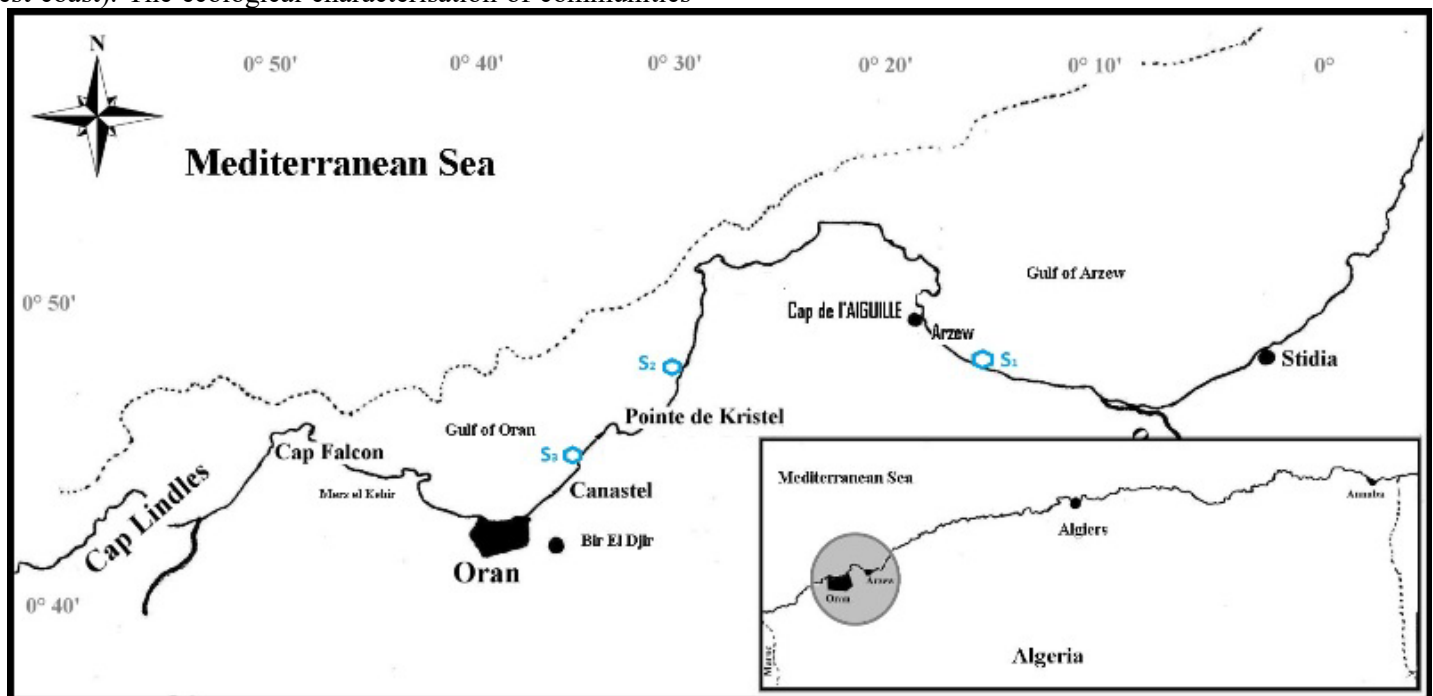 est coast). The ecological characterisation of communities
N
0° 50' 0° 40' 0° 30' 0° 20' 0° 10' 0°
Mediterranean Sea
Gulf of Arzew
0° 50'
Cap de l'AIGUILLE
Arzew
S₁
Stidia
S₂
Pointe de Kristel
Gulf of Oran
Cap Falcon
S₃
Merz el Kebir
Canastel
Cap Lindles
Bir El Djir
Oran
0° 40'
Mediterranean Sea
Annaba
Algiers
Arzew
Oran
Maroc
Algeria